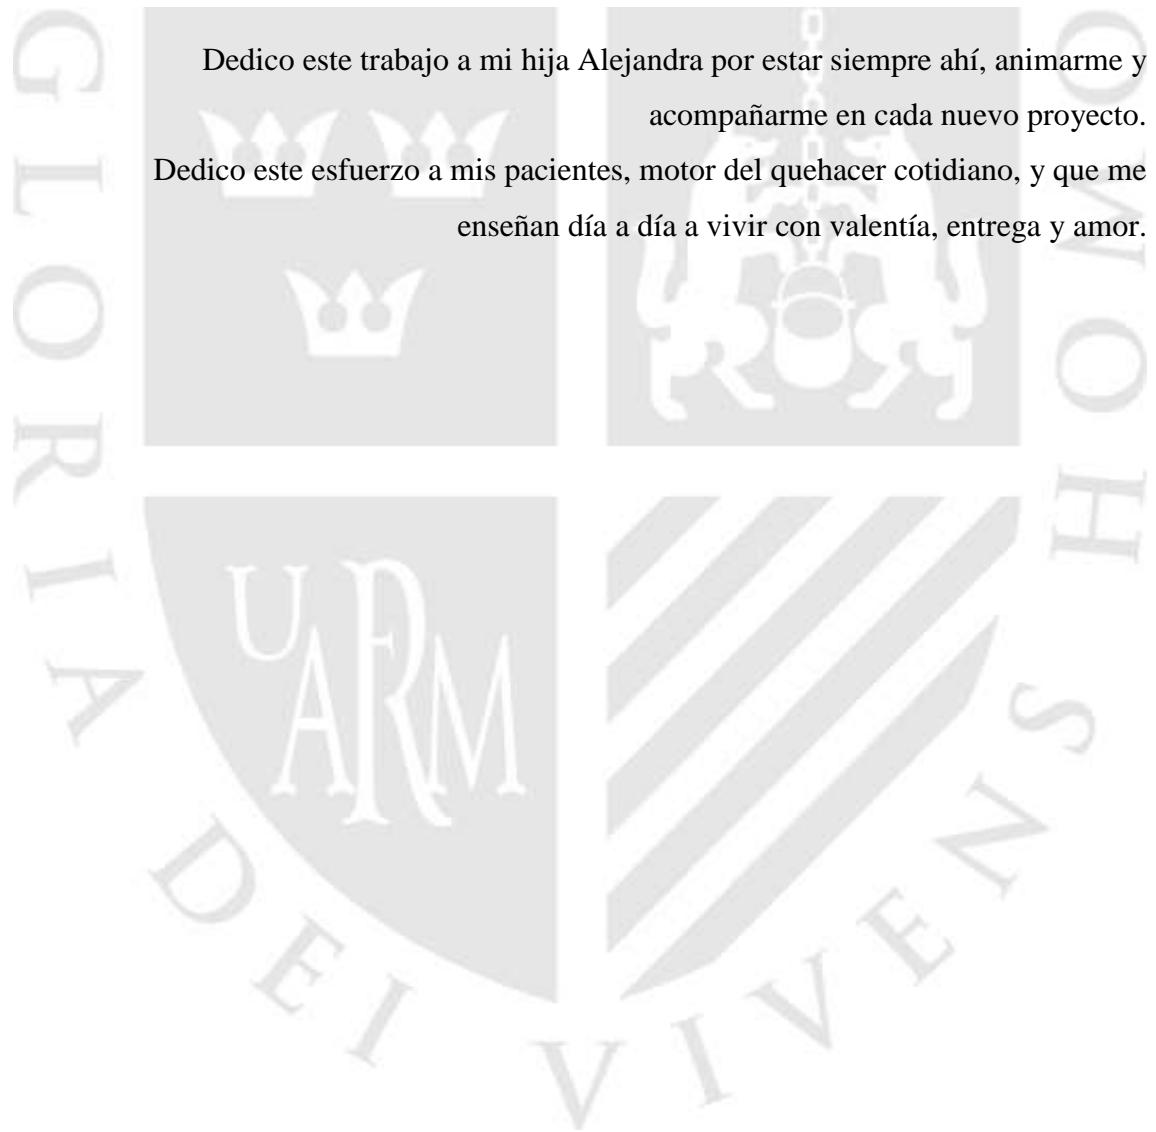 Dedico este trabajo a mi hija Alejandra por estar siempre ahí, animarme y
acompañarme en cada nuevo proyecto.
Dedico este esfuerzo a mis pacientes, motor del quehacer cotidiano, y que me
enseñan día a día a vivir con valentía, entrega y amor.
GLORIA DEI VIVENS HOMO
UARM